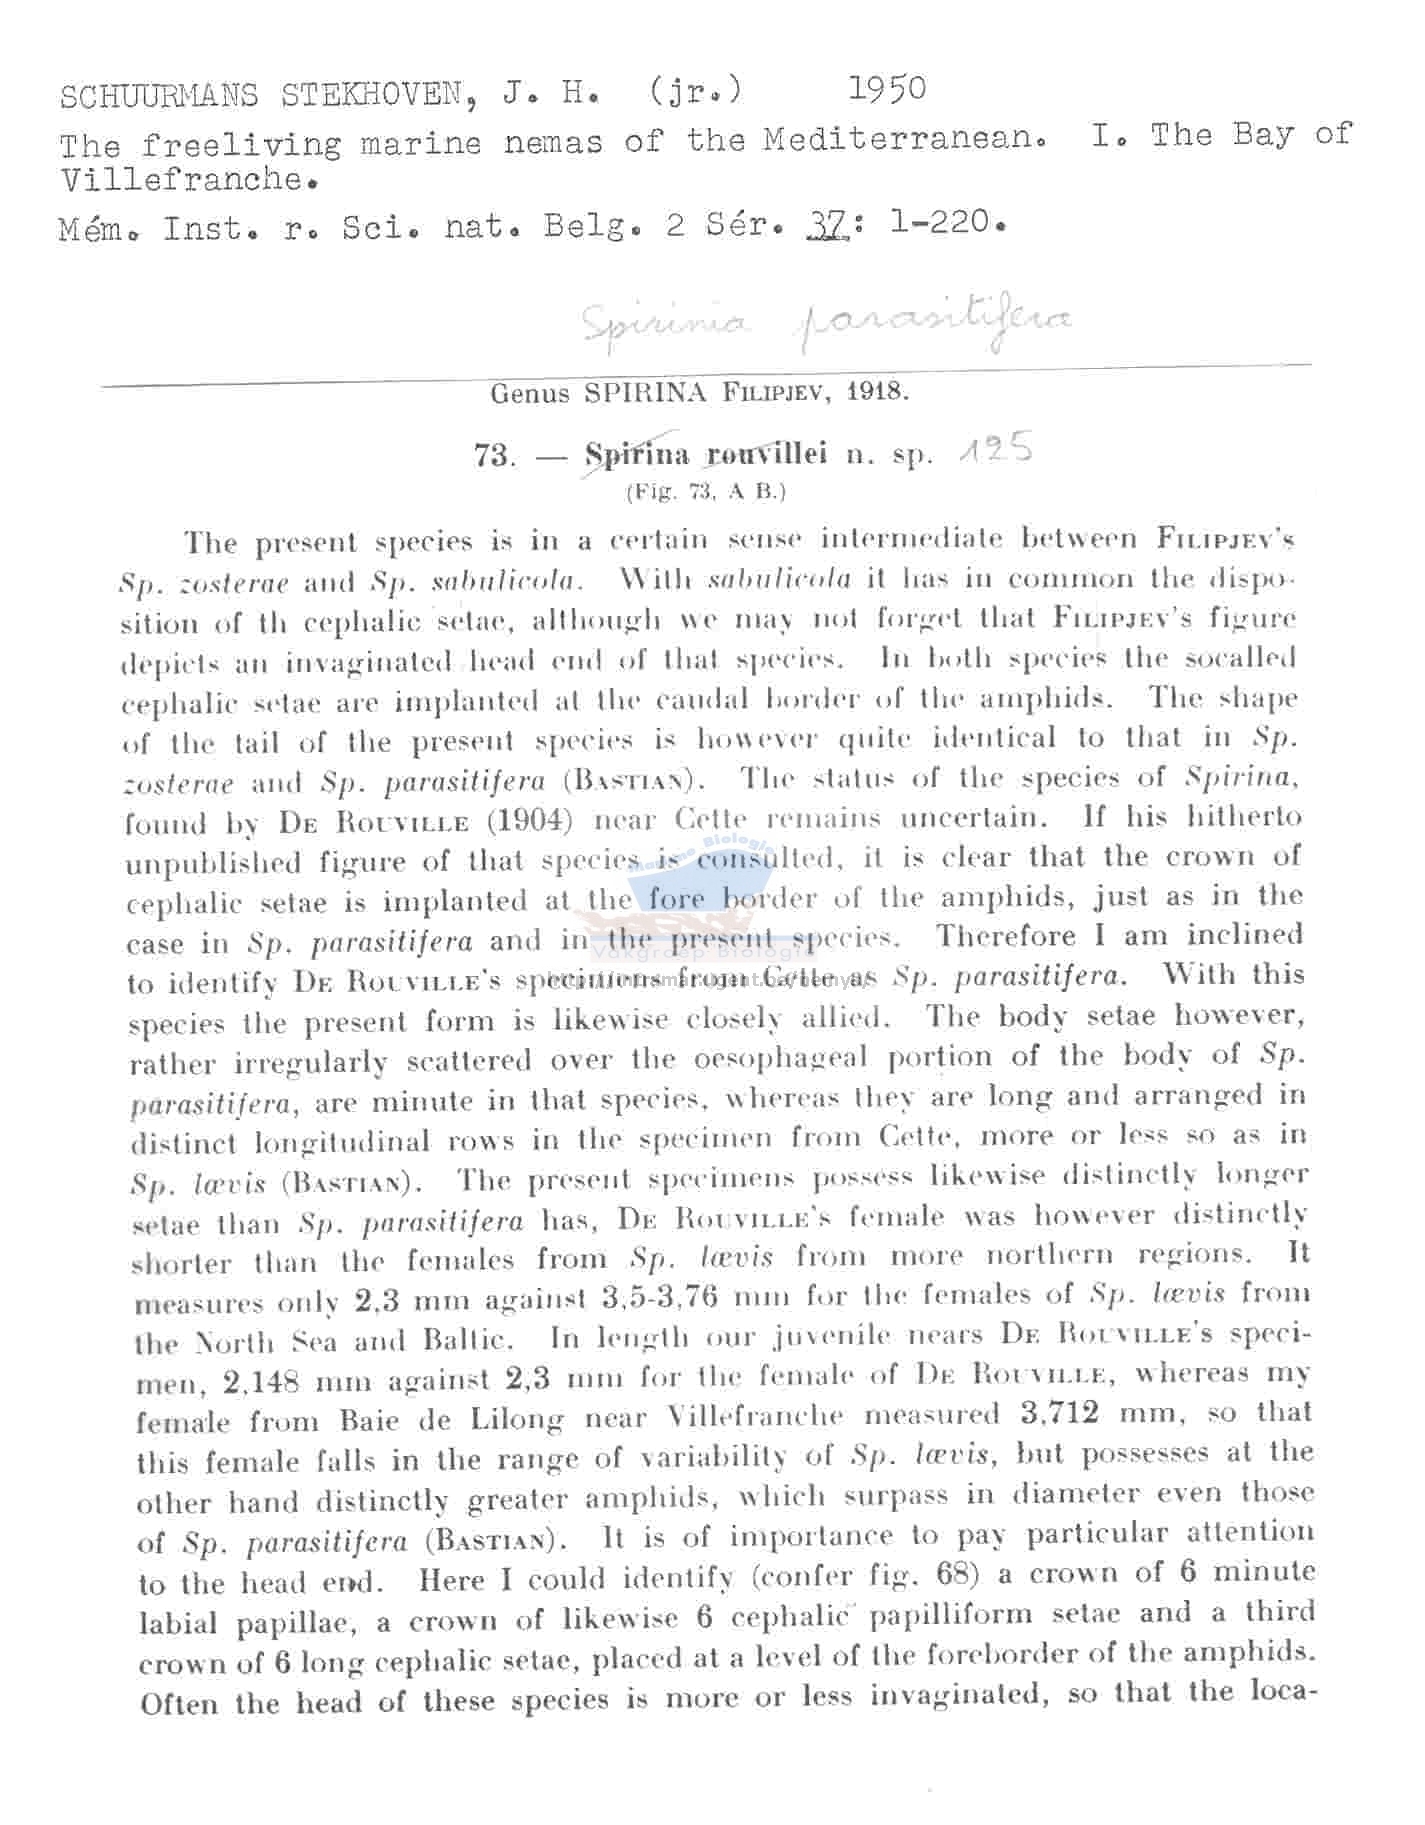 SCHUURMANS STEKHOVEN, J. H. (jr.) 1950
The freeliving marine nemas of the Mediterranean. I. The Bay of
Villefranche.
Mém. Inst. r. Sci. nat. Belg. 2 Sér. 37: 1-220.
Spirinia parasitifera
Genus SPIRINA FILIPJEV, 1918.
73. — Spirina rouvillei n. sp. 125
(Fig. 73, A B.)
The present species is in a certain sense intermediate between FILIPJEV's
Sp. zosterae and Sp. sabulicola. With sabulicola it has in common the dispo-
sition of th cephalic setae, although we may not forget that FILIPJEV's figure
depicts an invaginated head end of that species. In both species the socalled
cephalic setae are implanted at the caudal border of the amphids. The shape
of the tail of the present species is however quite identical to that in Sp.
zosterae and Sp. parasitifera (BASTIAN). The status of the species of Spirina,
found by DE ROUVILLE (1904) near Cette remains uncertain. If his hitherto
unpublished figure of that species is consulted, it is clear that the crown of
cephalic setae is implanted at the fore border of the amphids, just as in the
case in Sp. parasitifera and in the present species. Therefore I am inclined
to identify DE ROUVILLE's specimens from Cette as Sp. parasitifera. With this
species the present form is likewise closely allied. The body setae however,
rather irregularly scattered over the oesophageal portion of the body of Sp.
parasitifera, are minute in that species, whereas they are long and arranged in
distinct longitudinal rows in the specimen from Cette, more or less so as in
Sp. lævis (BASTIAN). The present specimens possess likewise distinctly longer
setae than Sp. parasitifera has, DE ROUVILLE's female was however distinctly
shorter than the females from Sp. lævis from more northern regions. It
measures only 2,3 mm against 3,5-3,76 mm for the females of Sp. lævis from
the North Sea and Baltic. In length our juvenile nears DE ROUVILLE's speci-
men, 2,148 mm against 2,3 mm for the female of DE ROUVILLE, whereas my
female from Baie de Lilong near Villefranche measured 3,712 mm, so that
this female falls in the range of variability of Sp. lævis, but possesses at the
other hand distinctly greater amphids, which surpass in diameter even those
of Sp. parasitifera (BASTIAN). It is of importance to pay particular attention
to the head end. Here I could identify (confer fig. 68) a crown of 6 minute
labial papillae, a crown of likewise 6 cephalic papilliform setae and a third
crown of 6 long cephalic setae, placed at a level of the foreborder of the amphids.
Often the head of these species is more or less invaginated, so that the loca-
Mariene Biologie
Vakgroep Biologie